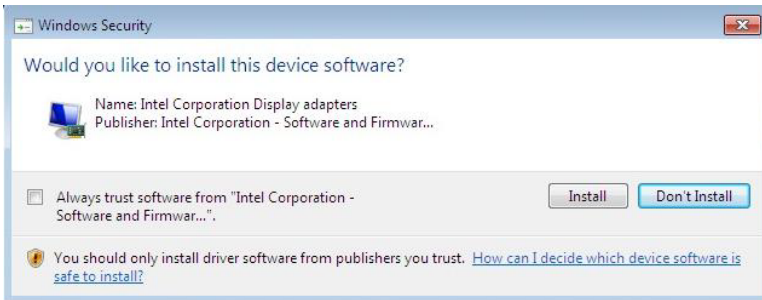 Windows Security
Would you like to install this device software?
Name: Intel Corporation Display adapters
Publisher: Intel Corporation - Software and Firmwar...
Always trust software from "Intel Corporation -
Software and Firmwar...".
Install
Don't Install
You should only install driver software from publishers you trust. How can I decide which device software is
safe to install?